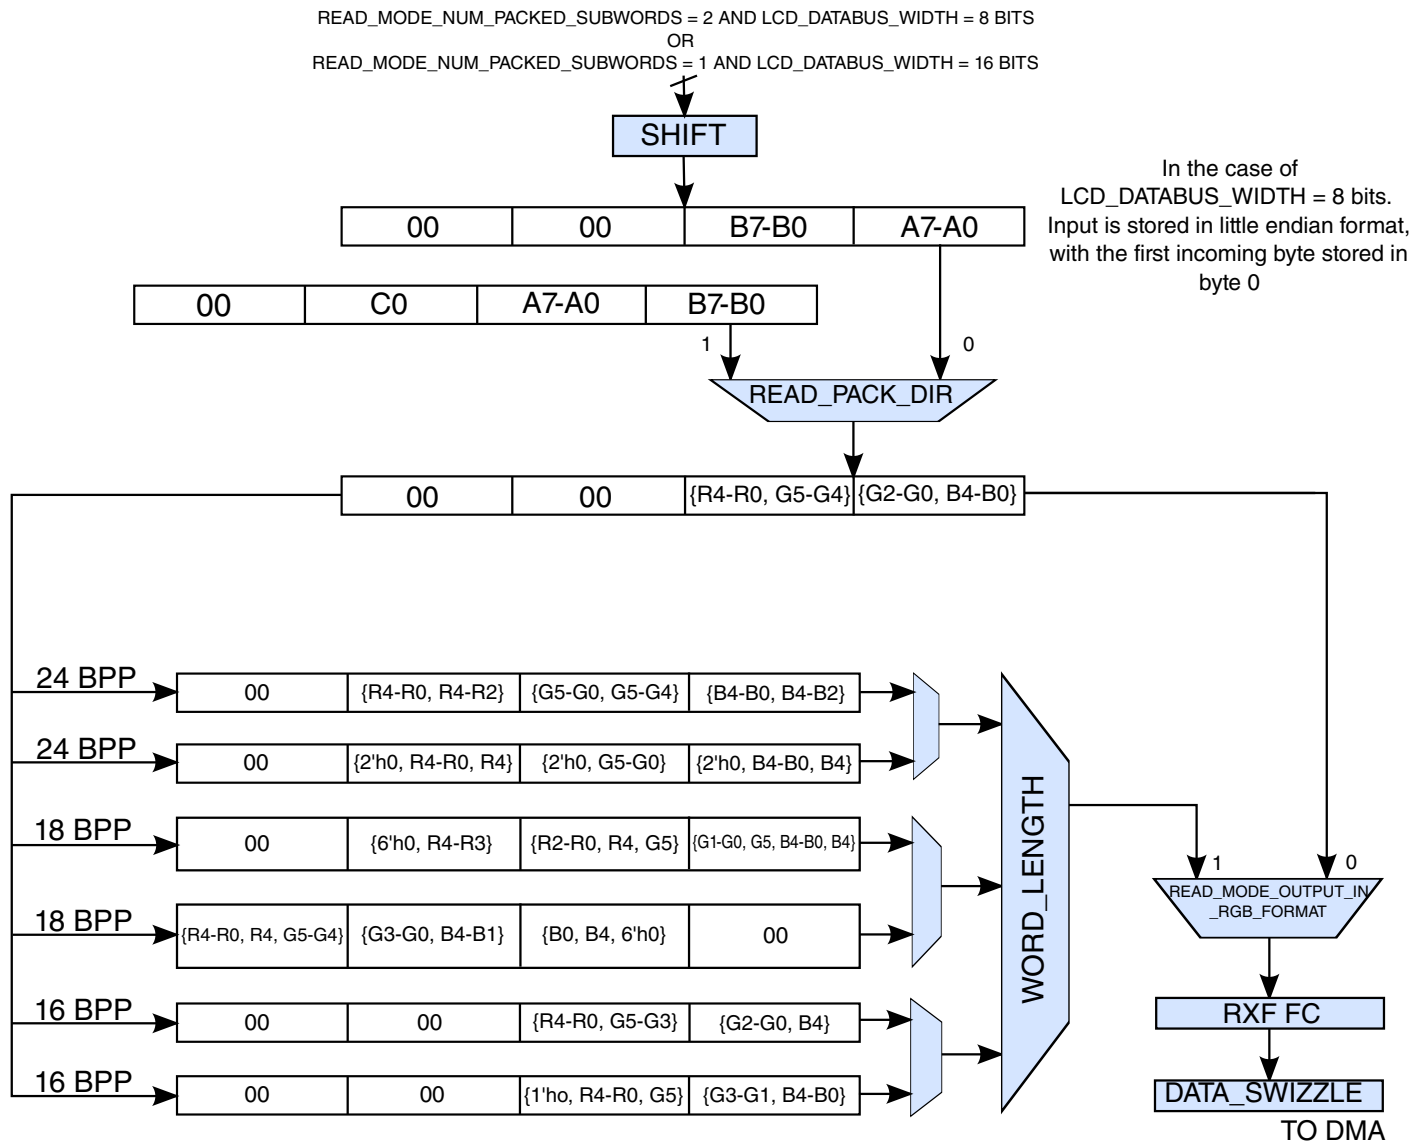 READ_MODE_NUM_PACKED_SUBWORDS = 2 AND LCD_DATABUS_WIDTH = 8 BITS
OR
READ_MODE_NUM_PACKED_SUBWORDS = 1 AND LCD_DATABUS_WIDTH = 16 BITS
SHIFT
In the case of
LCD_DATABUS_WIDTH = 8 bits.
Input is stored in little endian format,
with the first incoming byte stored in
byte 0
00 00 B7-B0 A7-A0
00 C0 A7-A0 B7-B0
1 0
READ_PACK_DIR
00 00 {R4-R0, G5-G4} {G2-G0, B4-B0}
24 BPP 00 {R4-R0, R4-R2} {G5-G0, G5-G4} {B4-B0, B4-B2}
24 BPP 00 {2'h0, R4-R0, R4} {2'h0, G5-G0} {2'h0, B4-B0, B4}
18 BPP 00 {6'h0, R4-R3} {R2-R0, R4, G5} {G1-G0, G5, B4-B0, B4}
18 BPP {R4-R0, R4, G5-G4} {G3-G0, B4-B1} {B0, B4, 6'h0} 00
16 BPP 00 00 {R4-R0, G5-G3} {G2-G0, B4}
16 BPP 00 00 {1'ho, R4-R0, G5} {G3-G1, B4-B0}
WORD_LENGTH
1 0
READ_MODE_OUTPUT_IN
_RGB_FORMAT
RXF FC
DATA_SWIZZLE
TO DMA